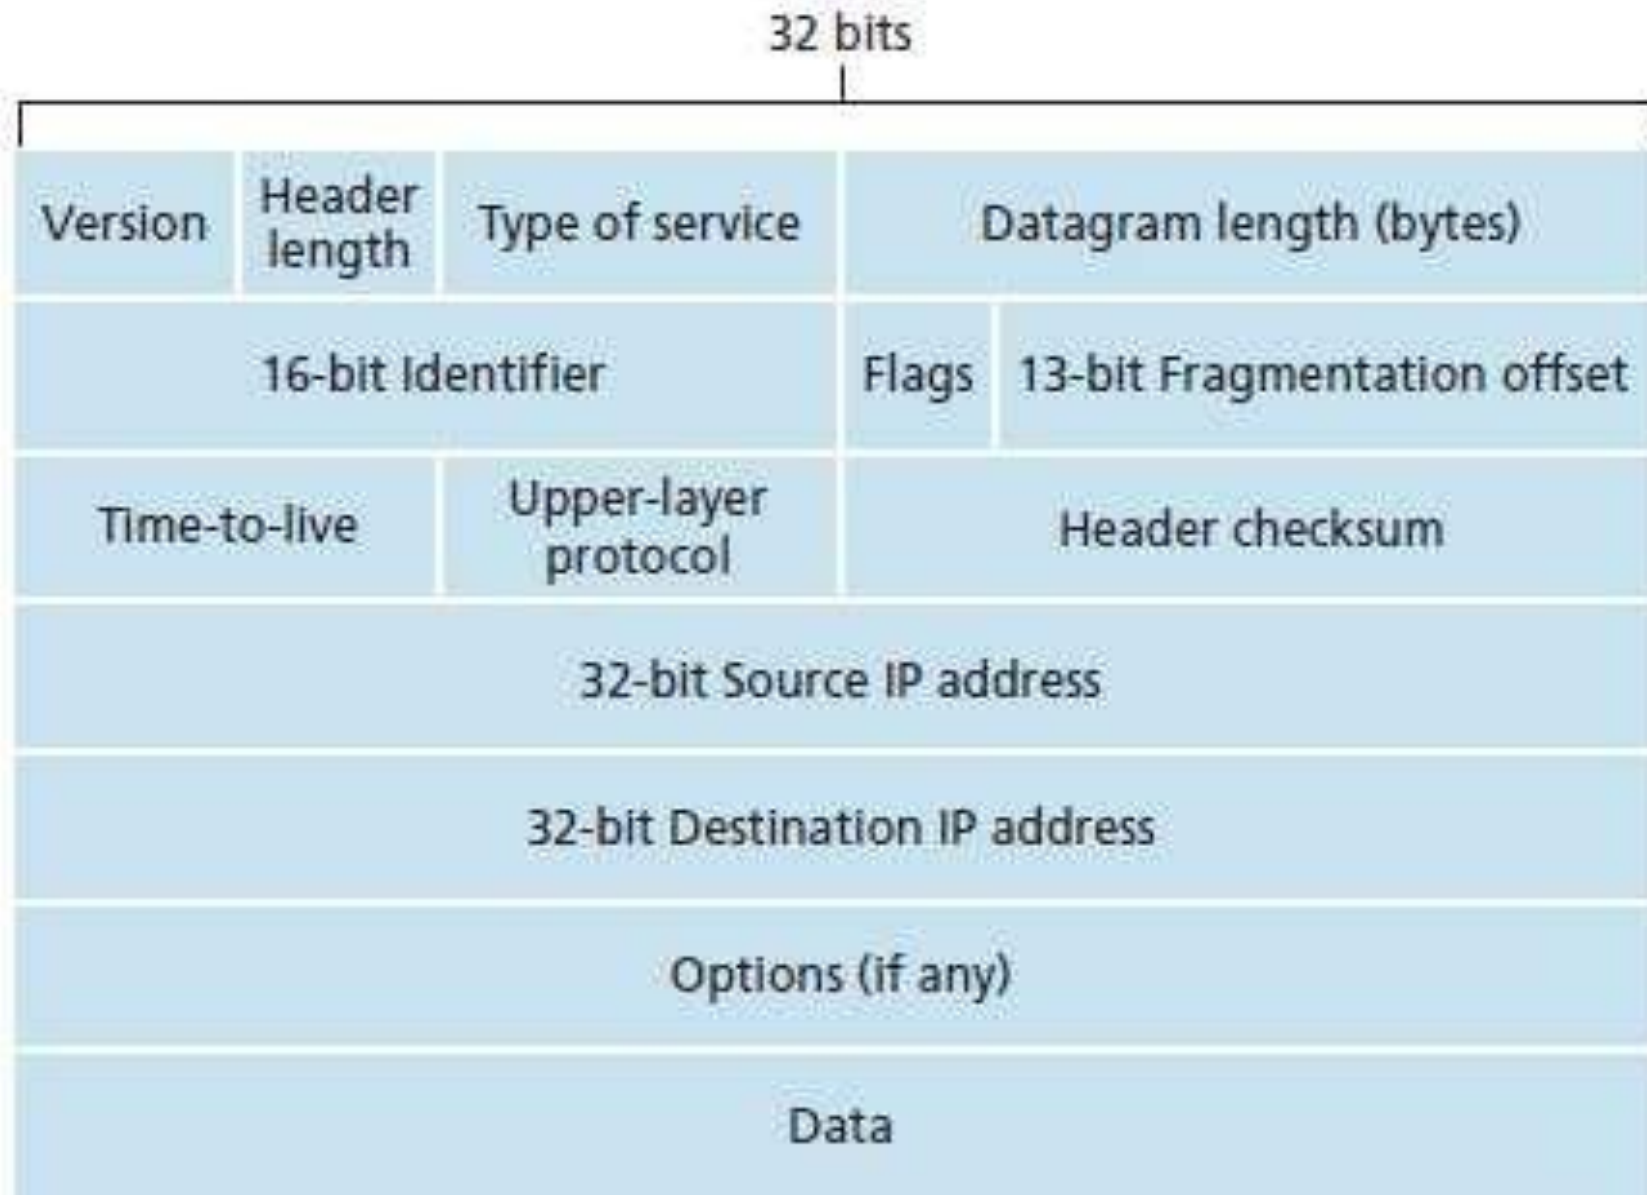 32 bits
Version
Header
length
Type of service
Datagram length (bytes)
16-bit Identifier
Flags
13-bit Fragmentation offset
Time-to-live
Upper-layer
protocol
Header checksum
32-bit Source IP address
32-bit Destination IP address
Options (if any)
Data